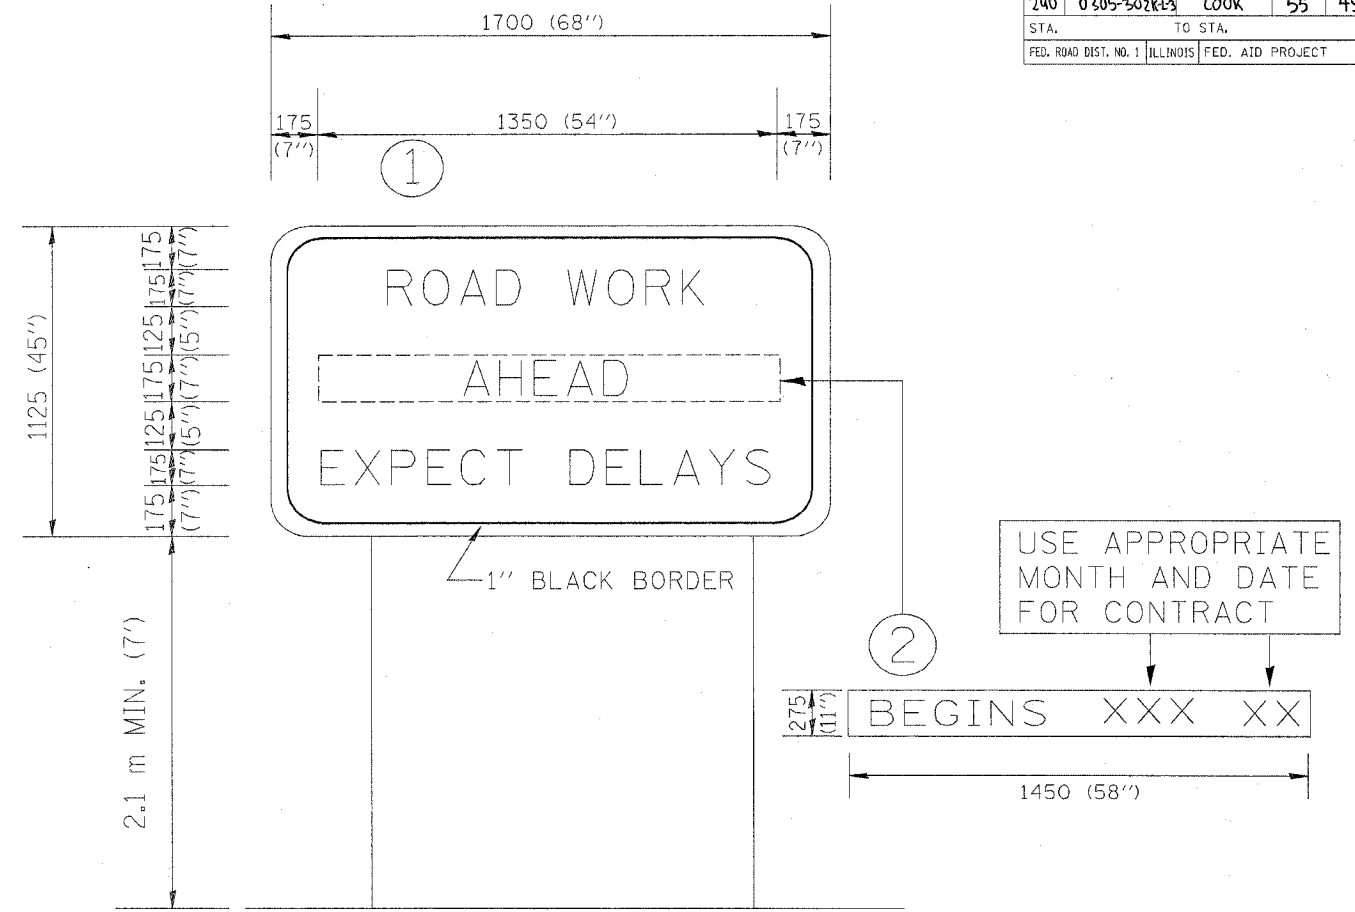 240 0305-302K-L-3 COOK 55
STA. TO STA.
FED. ROAD DIST. NO. 1 ILLINOIS FED. AID PROJECT
1700 (68'')
175 1350 (54'') 175
(7'') (7'')
1
ROAD WORK
AHEAD
EXPECT DELAYS
1125 (45'')
175 (7'')
175 (7'')
125 (5'')
175 (7'')
125 (5'')
175 (7'')
175 (7'')
1'' BLACK BORDER
2.1 m MIN. (7')
USE APPROPRIATE
MONTH AND DATE
FOR CONTRACT
2
275 (11'')
BEGINS XXX XX
1450 (58'')